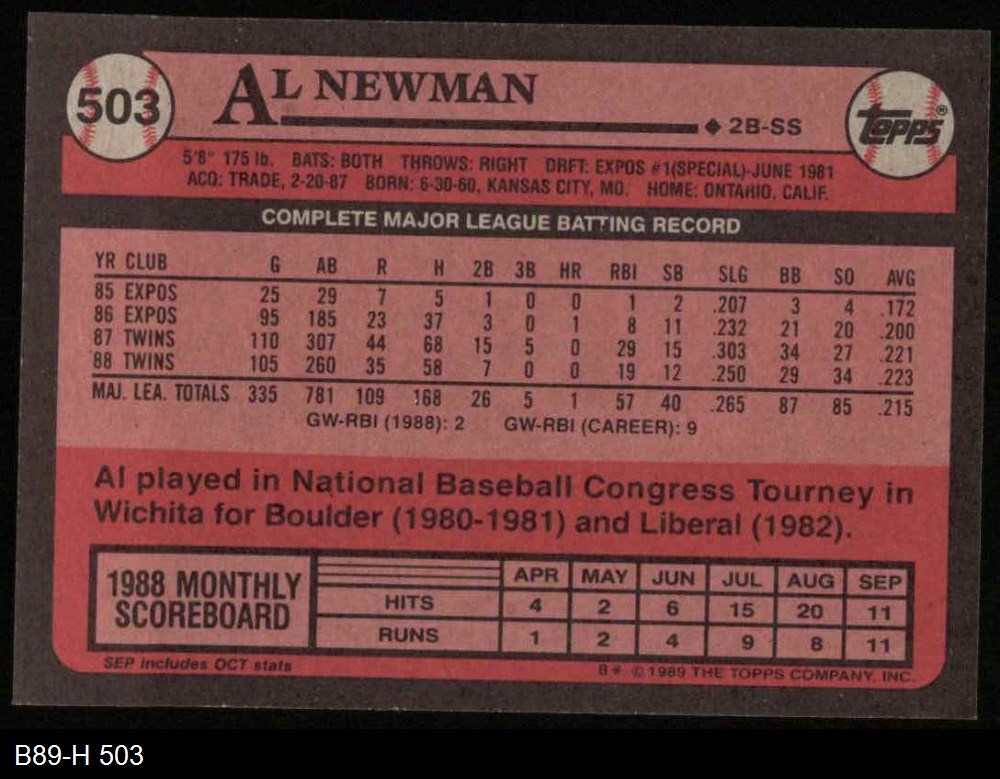 503
AL NEWMAN
◆ 2B-SS
Topps®
5'8" 175 lb. BATS: BOTH THROWS: RIGHT DRFT: EXPOS #1(SPECIAL)-JUNE 1981
ACQ: TRADE, 2-20-87 BORN: 6-30-60, KANSAS CITY, MO. HOME: ONTARIO, CALIF.
COMPLETE MAJOR LEAGUE BATTING RECORD
YR CLUB G AB R H 2B 3B HR RBI SB SLG BB SO AVG
85 EXPOS 25 29 7 5 1 0 0 1 2 .207 3 4 .172
86 EXPOS 95 185 23 37 3 0 1 8 11 .232 21 20 .200
87 TWINS 110 307 44 68 15 5 0 29 15 .303 34 27 .221
88 TWINS 105 260 35 58 7 0 0 19 12 .250 29 34 .223
MAJ. LEA. TOTALS 335 781 109 168 26 5 1 57 40 .265 87 85 .215
GW-RBI (1988): 2 GW-RBI (CAREER): 9
Al played in National Baseball Congress Tourney in
Wichita for Boulder (1980-1981) and Liberal (1982).
1988 MONTHLY
SCOREBOARD
APR MAY JUN JUL AUG SEP
HITS 4 2 6 15 20 11
RUNS 1 2 4 9 8 11
SEP includes OCT stats
B* © 1989 THE TOPPS COMPANY, INC.
B89-H 503